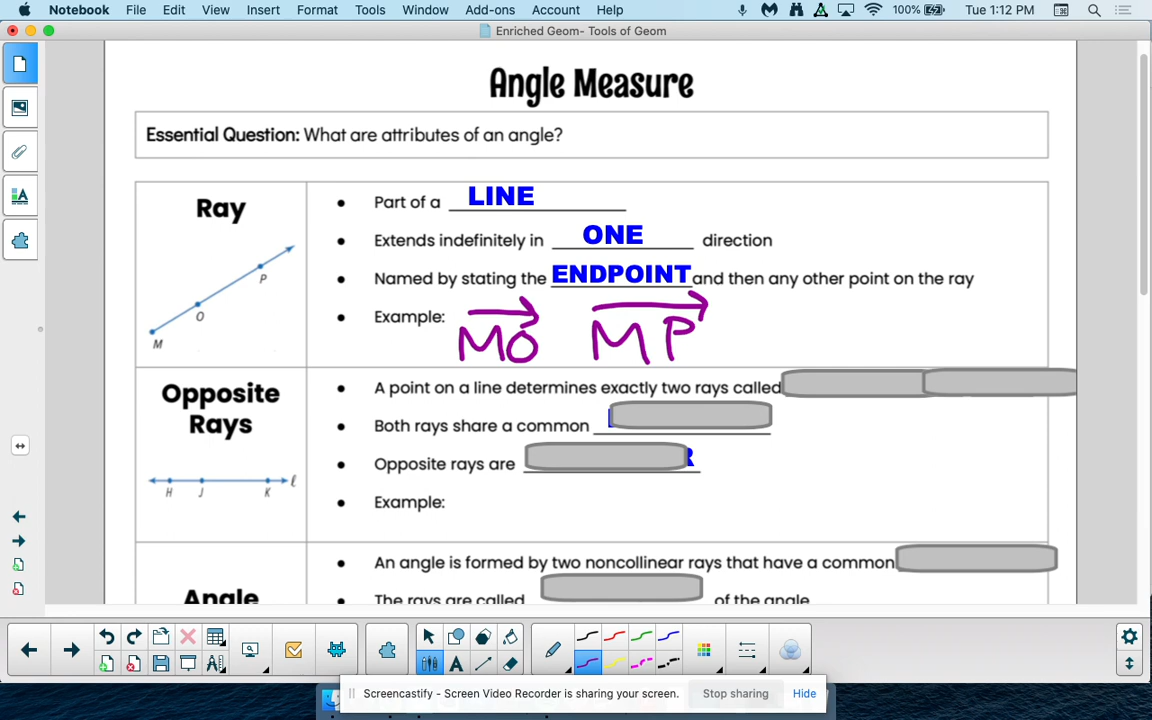 Notebook File Edit View Insert Format Tools Window Add-ons Account Help 100% Tue 1:12 PM
Enriched Geom- Tools of Geom
Angle Measure
Essential Question: What are attributes of an angle?
Ray
Part of a LINE
Extends indefinitely in ONE direction
Named by stating the ENDPOINT and then any other point on the ray
Example: MO MP
P
O
M
Opposite Rays
A point on a line determines exactly two rays called
Both rays share a common
Opposite rays are R
Example:
H J K ℓ
Angle
An angle is formed by two noncollinear rays that have a common
The rays are called of the angle
A A
Screencastify - Screen Video Recorder is sharing your screen. Stop sharing Hide